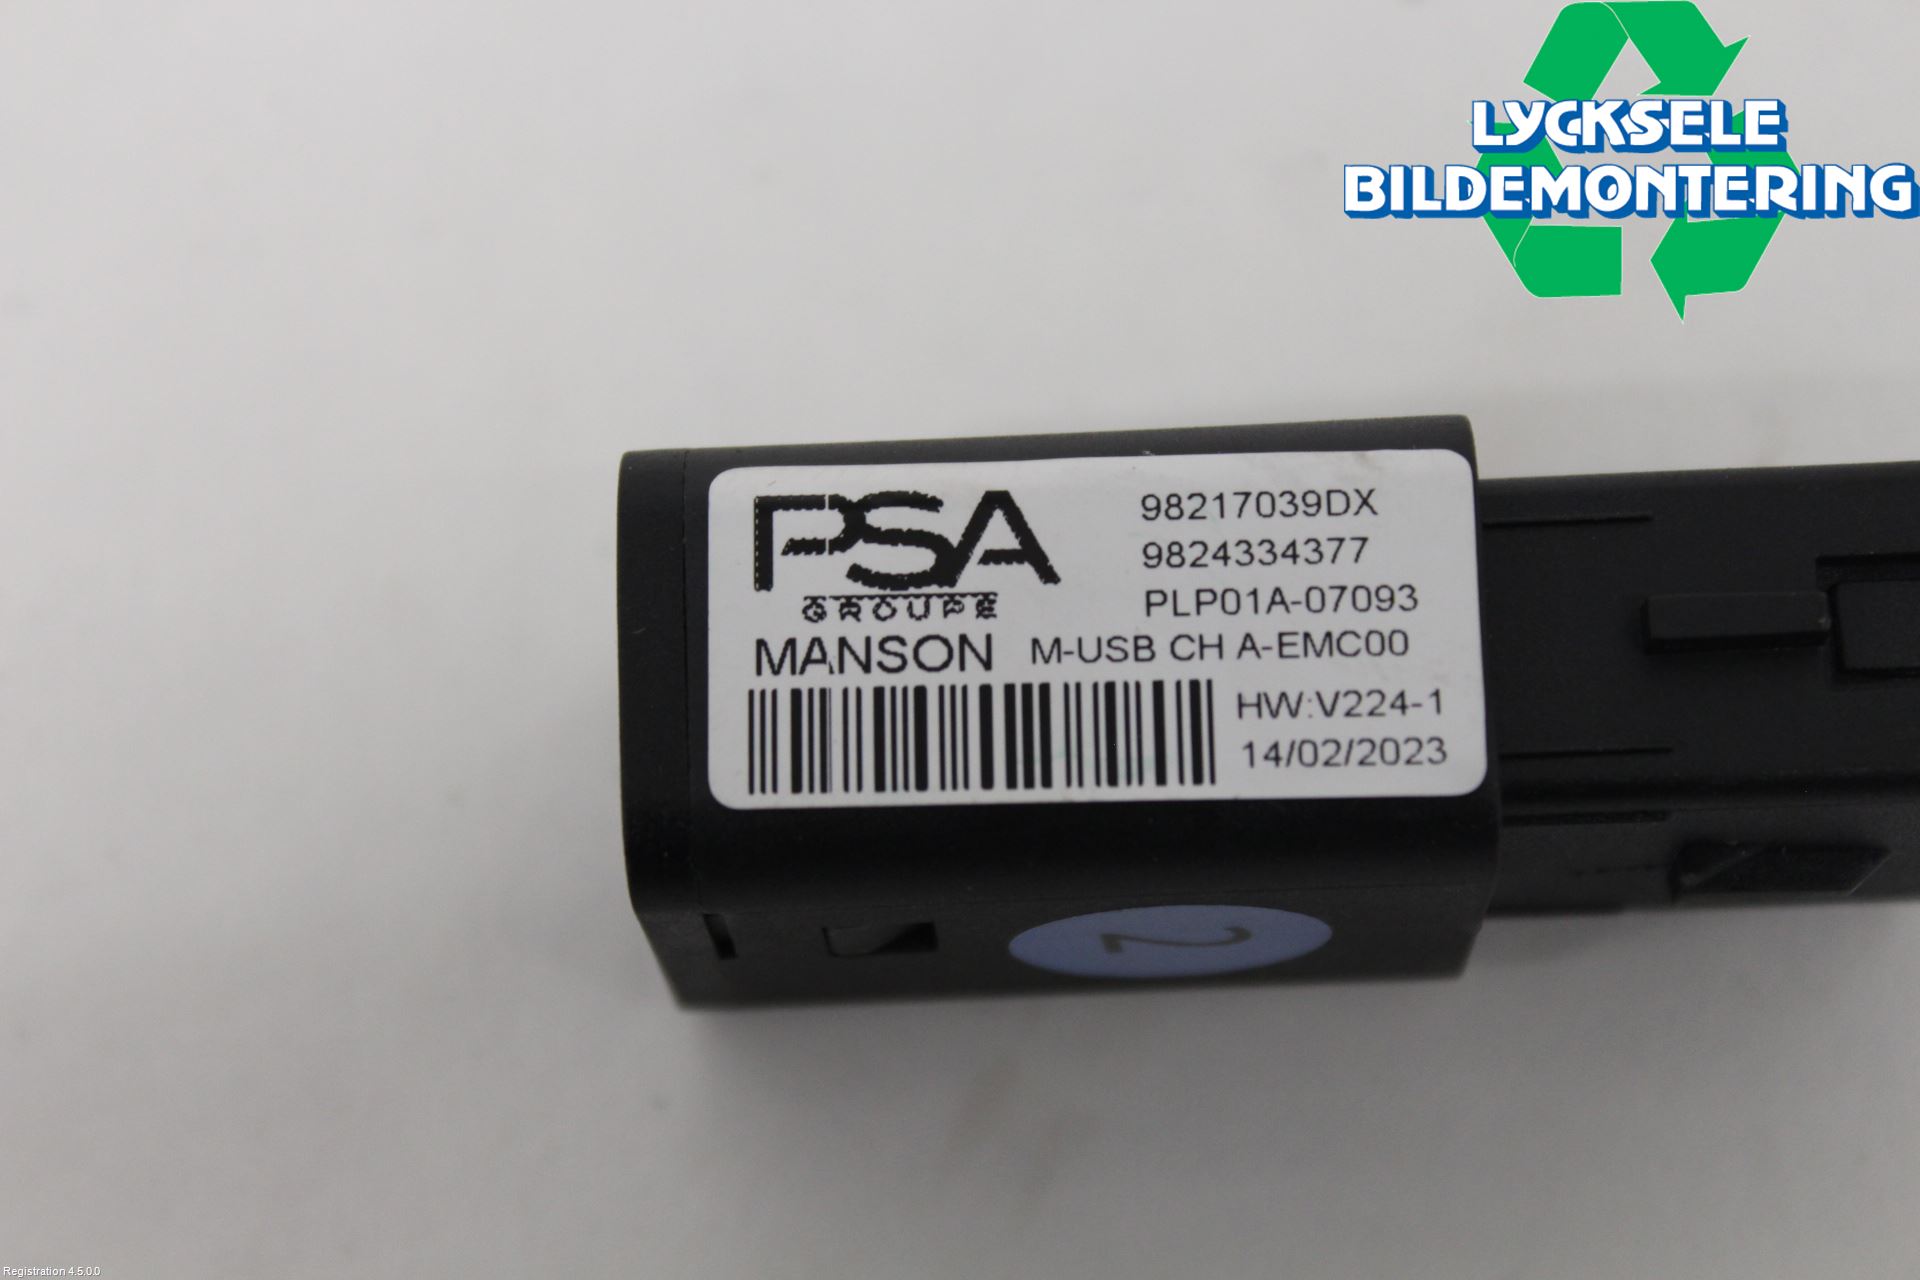 LYCKSELE
BILDEMONTERING
PSA
GROUPE
98217039DX
9824334377
PLP01A-07093
MANSON M-USB CH A-EMC00
HW:V224-1
14/02/2023
2
Registration 4.5.0.0